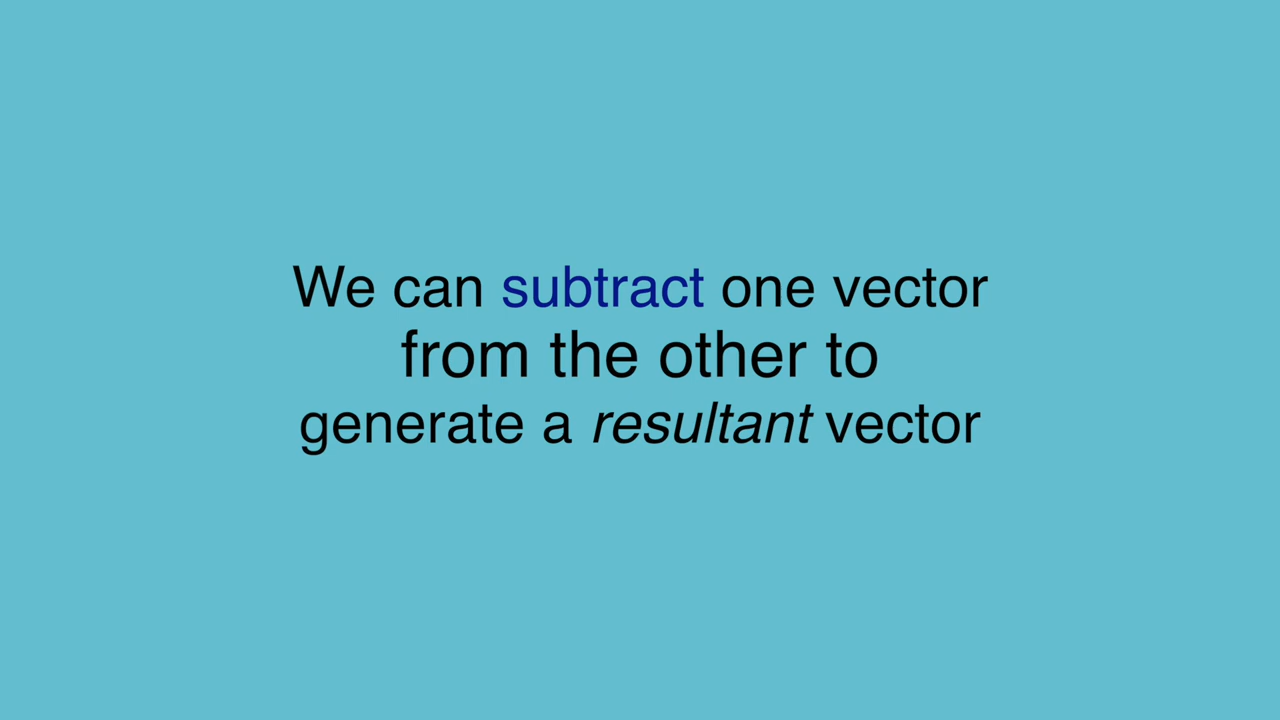 We can subtract one vector
from the other to
generate a resultant vector